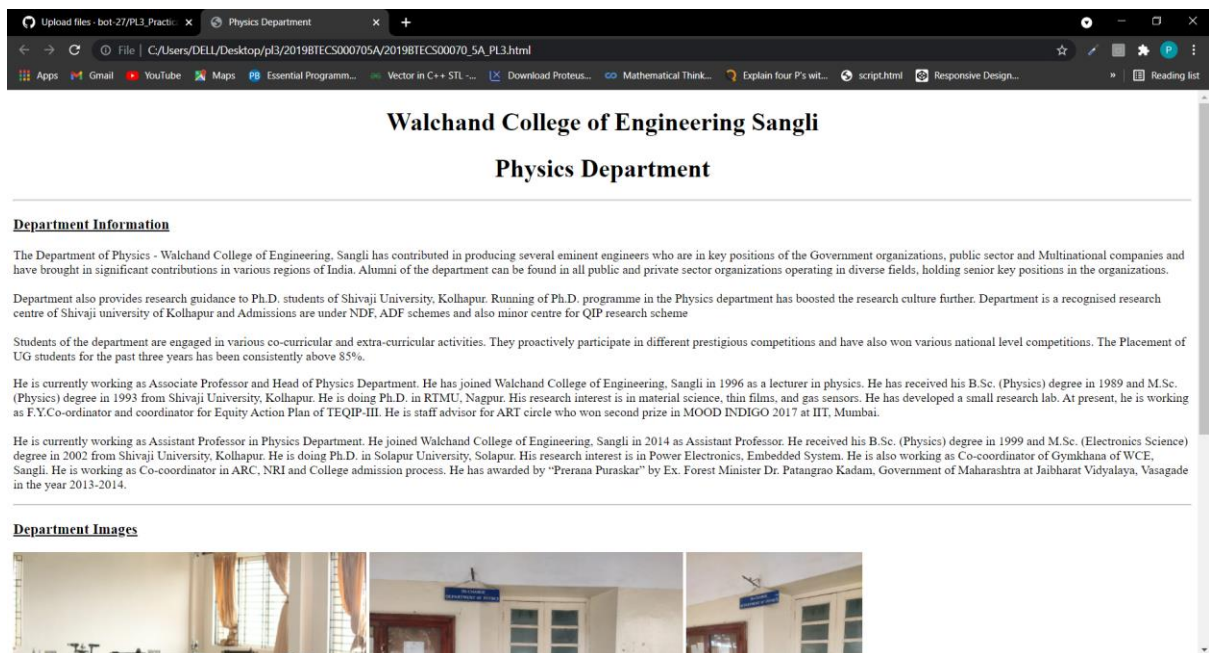 Upload files - bot-27/PL3_Practic
Physics Department
File | C:/Users/DELL/Desktop/pl3/2019BTECS000705A/2019BTECS00070_5A_PL3.html
P
Apps
Gmail
YouTube
Maps
PB Essential Programm...
Vector in C++ STL -...
Download Proteus...
Mathematical Think...
Explain four P's wit...
script.html
Responsive Design...
»
Reading list
Walchand College of Engineering Sangli
Physics Department
Department Information
The Department of Physics - Walchand College of Engineering, Sangli has contributed in producing several eminent engineers who are in key positions of the Government organizations, public sector and Multinational companies and
have brought in significant contributions in various regions of India. Alumni of the department can be found in all public and private sector organizations operating in diverse fields, holding senior key positions in the organizations.
Department also provides research guidance to Ph.D. students of Shivaji University, Kolhapur. Running of Ph.D. programme in the Physics department has boosted the research culture further. Department is a recognised research
centre of Shivaji university of Kolhapur and Admissions are under NDF, ADF schemes and also minor centre for QIP research scheme
Students of the department are engaged in various co-curricular and extra-curricular activities. They proactively participate in different prestigious competitions and have also won various national level competitions. The Placement of
UG students for the past three years has been consistently above 85%.
He is currently working as Associate Professor and Head of Physics Department. He has joined Walchand College of Engineering, Sangli in 1996 as a lecturer in physics. He has received his B.Sc. (Physics) degree in 1989 and M.Sc.
(Physics) degree in 1993 from Shivaji University, Kolhapur. He is doing Ph.D. in RTMU, Nagpur. His research interest is in material science, thin films, and gas sensors. He has developed a small research lab. At present, he is working
as F.Y.Co-ordinator and coordinator for Equity Action Plan of TEQIP-III. He is staff advisor for ART circle who won second prize in MOOD INDIGO 2017 at IIT, Mumbai.
He is currently working as Assistant Professor in Physics Department. He joined Walchand College of Engineering, Sangli in 2014 as Assistant Professor. He received his B.Sc. (Physics) degree in 1999 and M.Sc. (Electronics Science)
degree in 2002 from Shivaji University, Kolhapur. He is doing Ph.D. in Solapur University, Solapur. His research interest is in Power Electronics, Embedded System. He is also working as Co-coordinator of Gymkhana of WCE,
Sangli. He is working as Co-coordinator in ARC, NRI and College admission process. He has awarded by “Prerana Puraskar” by Ex. Forest Minister Dr. Patangrao Kadam, Government of Maharashtra at Jaibharat Vidyalaya, Vasagade
in the year 2013-2014.
Department Images
DEPARTMENT OF PHYSICS